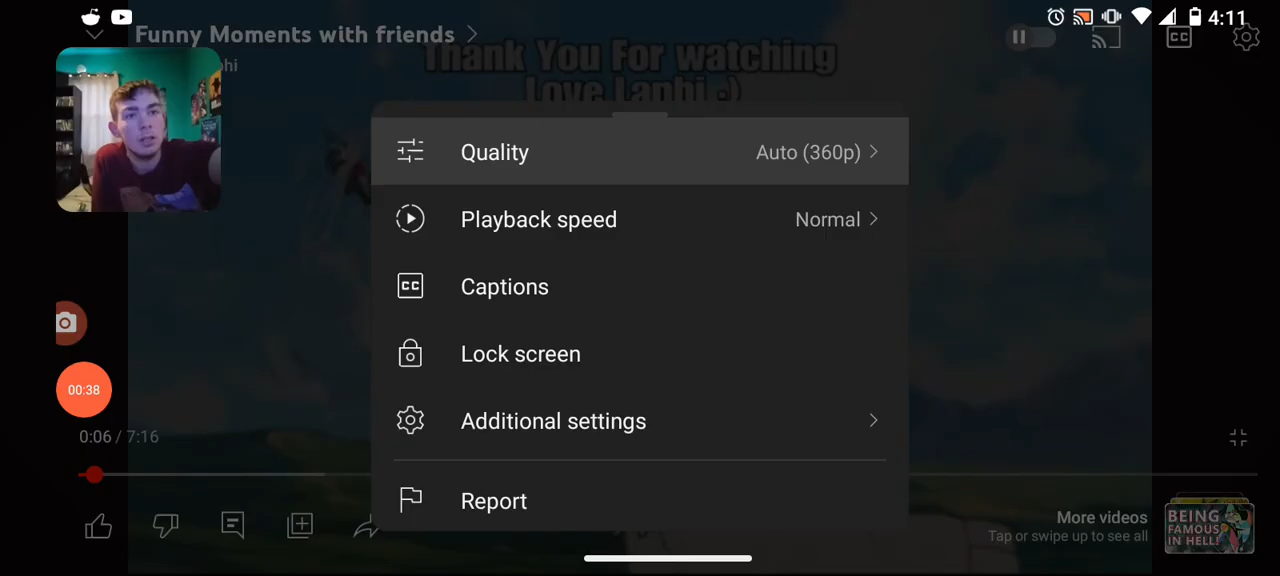 4:11
Funny Moments with friends
Thank You For watching
CC
Quality Auto (360p)
Playback speed Normal
CC Captions
Lock screen
00:38
Additional settings
0:06 / 7:16
Report
More videos
Tap or swipe up to see all
BEING
FAMOUS
IN HELL!